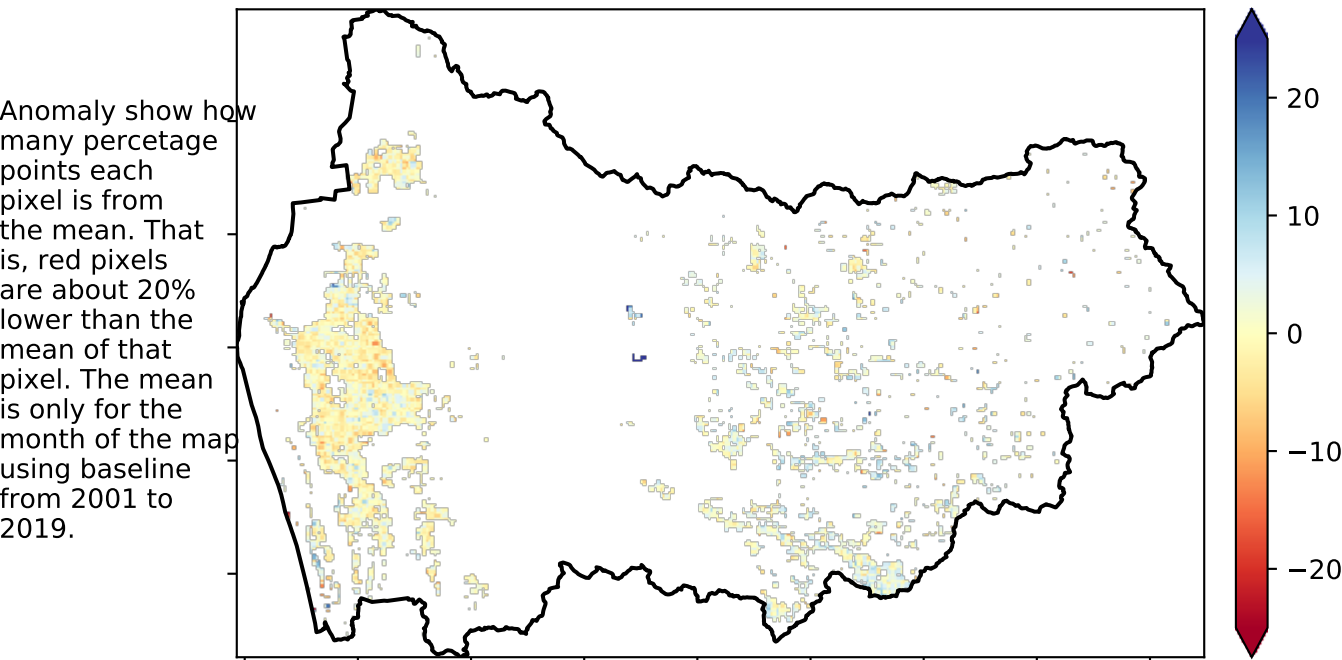 Anomaly show how
many percetage
points each
pixel is from
the mean. That
is, red pixels
are about 20%
lower than the
mean of that
pixel. The mean
is only for the
month of the map
using baseline
from 2001 to
2019.
20
10
0
−10
−20